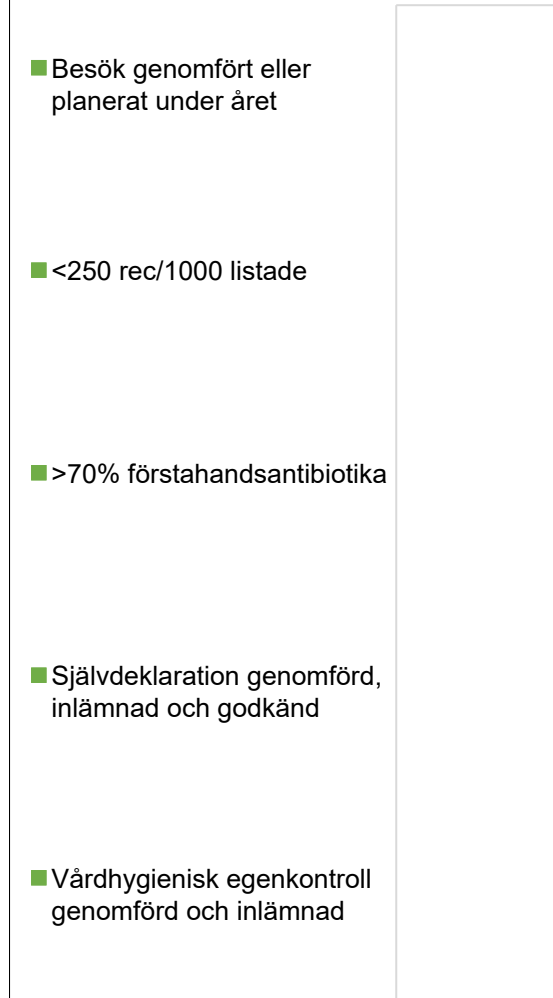 Besök genomfört eller
planerat under året
<250 rec/1000 listade
>70% förstahandsantibiotika
Självdeklaration genomförd,
inlämnad och godkänd
Vårdhygienisk egenkontroll
genomförd och inlämnad